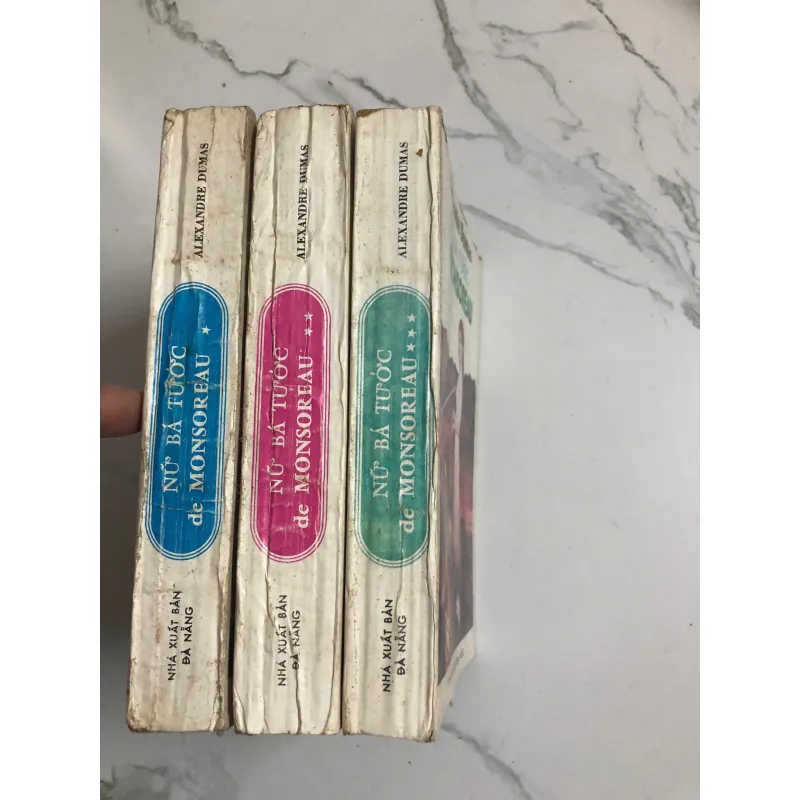 ALEXANDRE DUMAS
NỮ BÁ TƯỚC
de MONSOREAU *
NHÀ XUẤT BẢN
ĐÀ NẴNG
ALEXANDRE DUMAS
NỮ BÁ TƯỚC
de MONSOREAU **
NHÀ XUẤT BẢN
ĐÀ NẴNG
ALEXANDRE DUMAS
NỮ BÁ TƯỚC
de MONSOREAU ***
NHÀ XUẤT BẢN
ĐÀ NẴNG